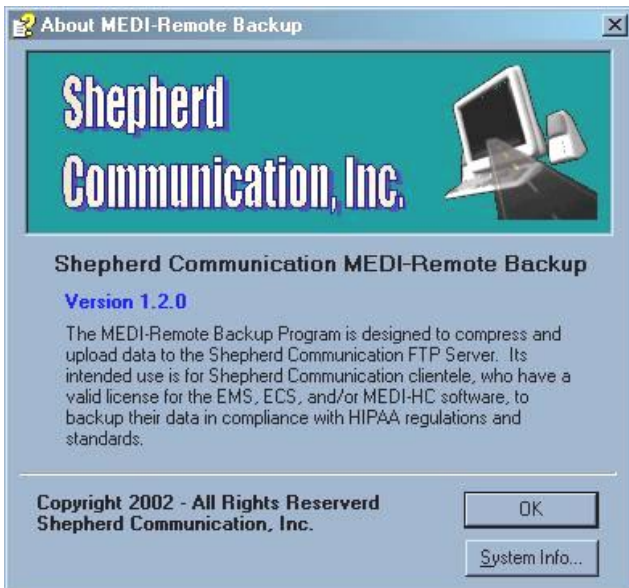 About MEDI-Remote Backup
Shepherd
Communication, Inc.
Shepherd Communication MEDI-Remote Backup
Version 1.2.0
The MEDI-Remote Backup Program is designed to compress and
upload data to the Shepherd Communication FTP Server.  Its
intended use is for Shepherd Communication clientele, who have a
valid license for the EMS, ECS, and/or MEDI-HC software, to
backup their data in compliance with HIPAA regulations and
standards.
Copyright 2002 - All Rights Reserverd
Shepherd Communication, Inc.
OK
System Info...